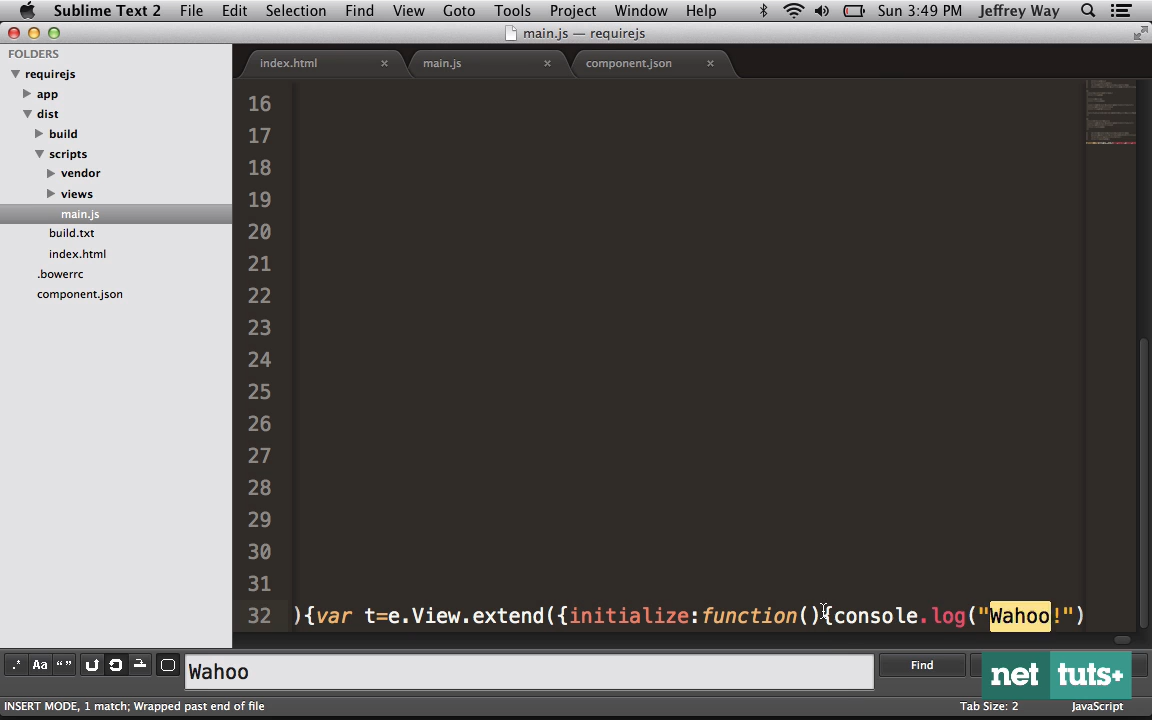 Sublime Text 2 File Edit Selection Find View Goto Tools Project Window Help Sun 3:49 PM Jeffrey Way
main.js — requirejs
FOLDERS
requirejs
app
dist
build
scripts
vendor
views
main.js
build.txt
index.html
.bowerrc
component.json
index.html × main.js × component.json ×
16
17
18
19
20
21
22
23
24
25
26
27
28
29
30
31
32 ){var t=e.View.extend({initialize:function(){console.log("Wahoo!")
.* Aa “” Wahoo Find
net tuts+
INSERT MODE, 1 match; Wrapped past end of file Tab Size: 2 JavaScript